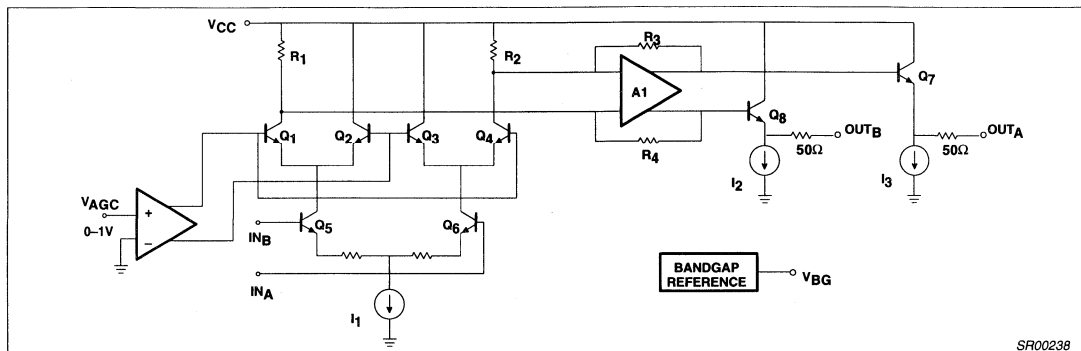 VCC
R1
R2
R3
A1
R4
Q7
Q8
Q1
Q2
Q3
Q4
OUTB
50Ω
OUTA
50Ω
I2
I3
VAGC
+
0–1V
–
INB
Q5
Q6
INA
I1
BANDGAP
REFERENCE
VBG
SR00238